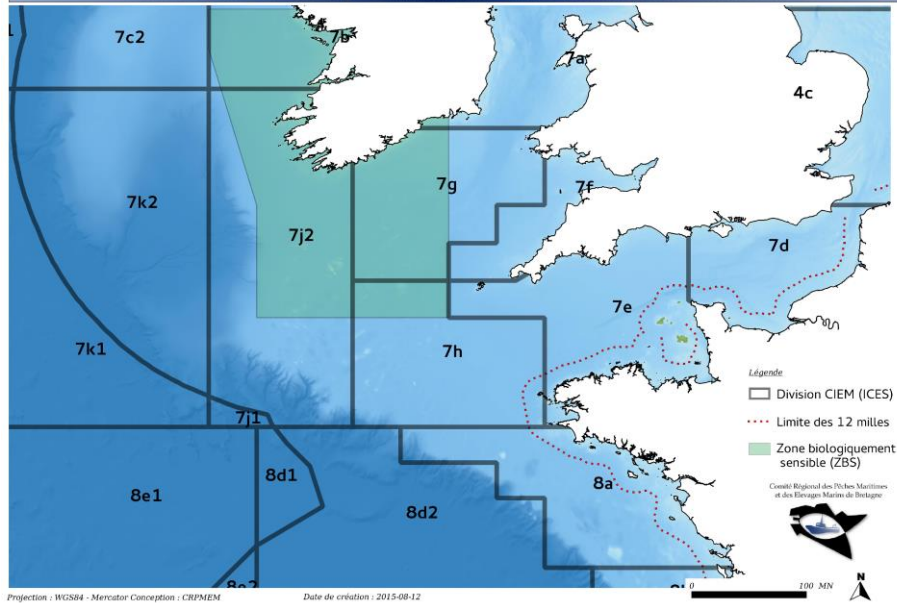 7c2
7b
7a
4c
7k2
7g
7f
7j2
7d
7e
7k1
7h
7j1
8d1
8e1
8d2
8a
8e2
Légende
Division CIEM (ICES)
Limite des 12 milles
Zone biologiquement
sensible (ZBS)
Comité Régional des Pêches Maritimes
et des Elevages Marins de Bretagne
0 100 MN
N
Projection : WGS84 - Mercator Conception : CRPMEM
Date de création : 2015-08-12